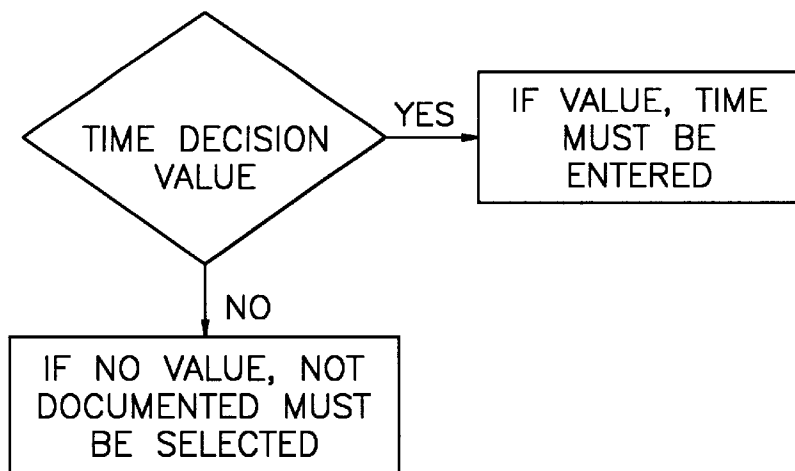 TIME DECISION
VALUE
YES
IF VALUE, TIME
MUST BE
ENTERED
NO
IF NO VALUE, NOT
DOCUMENTED MUST
BE SELECTED